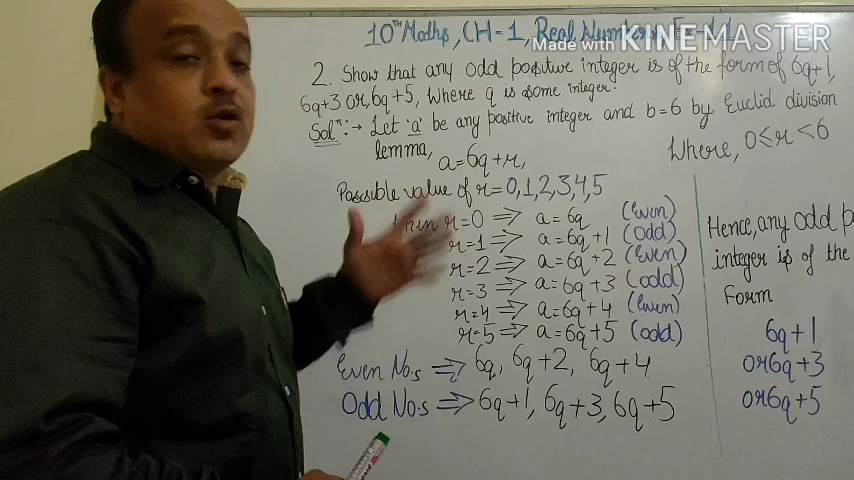 10TH Maths, CH-1, Real Numbers, Ex-1.1
Made with KINEMASTER
2. Show that any odd positive integer is of the form of 6q+1,
6q+3 or, 6q+5, Where q is some integer.
Solⁿ:→ Let 'a' be any positive integer and b=6 by Euclid division
lemma, a=6q+r, Where, 0≤r<6
Possible value of r=0,1,2,3,4,5
r=0 ⇒ a=6q (Even)
r=1 ⇒ a=6q+1 (Odd)
r=2 ⇒ a=6q+2 (Even)
r=3 ⇒ a=6q+3 (odd)
r=4 ⇒ a=6q+4 (Even)
r=5 ⇒ a=6q+5 (odd)
Even No.s ⇒ 6q, 6q+2, 6q+4
Odd No.s ⇒ 6q+1, 6q+3, 6q+5
Hence, any odd p
integer is of the
Form
6q+1
or 6q+3
or 6q+5